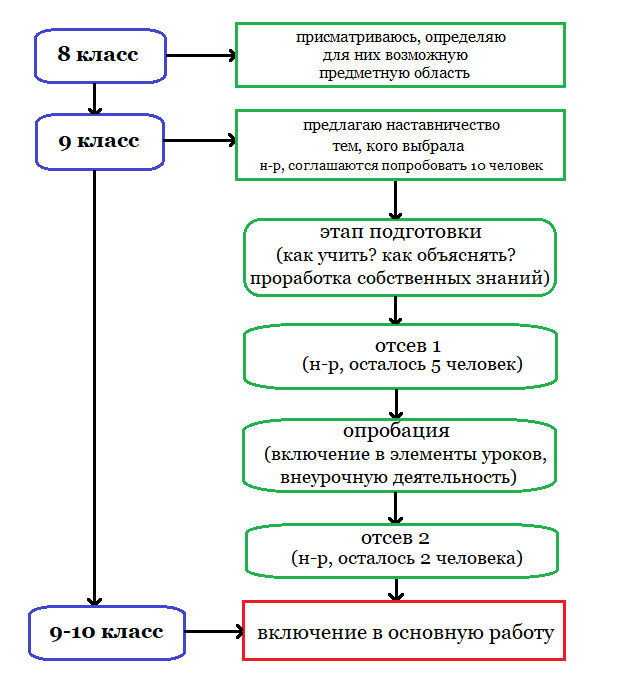 8 класс
присматриваюсь, определяю
для них возможную
предметную область
9 класс
предлагаю наставничество
тем, кого выбрала
н-р, соглашаются попробовать 10 человек
этап подготовки
(как учить? как объяснять?
проработка собственных знаний)
отсев 1
(н-р, осталось 5 человек)
опробация
(включение в элементы уроков,
внеурочную деятельность)
отсев 2
(н-р, осталось 2 человека)
9-10 класс
включение в основную работу